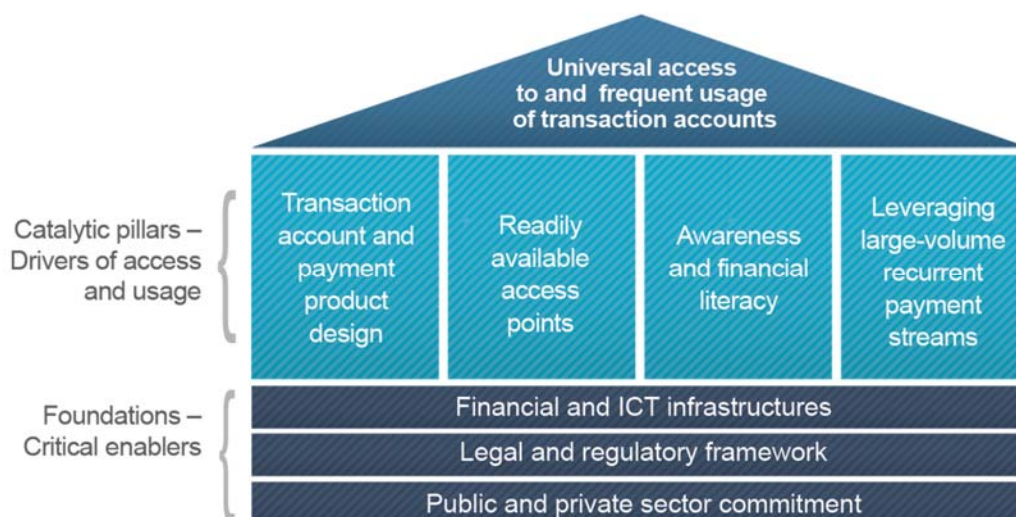 Universal access
to and frequent usage
of transaction accounts
Catalytic pillars –
Drivers of access
and usage
Transaction
account and
payment
product
design
Readily
available
access
points
Awareness
and financial
literacy
Leveraging
large-volume
recurrent
payment
streams
Foundations –
Critical enablers
Financial and ICT infrastructures
Legal and regulatory framework
Public and private sector commitment